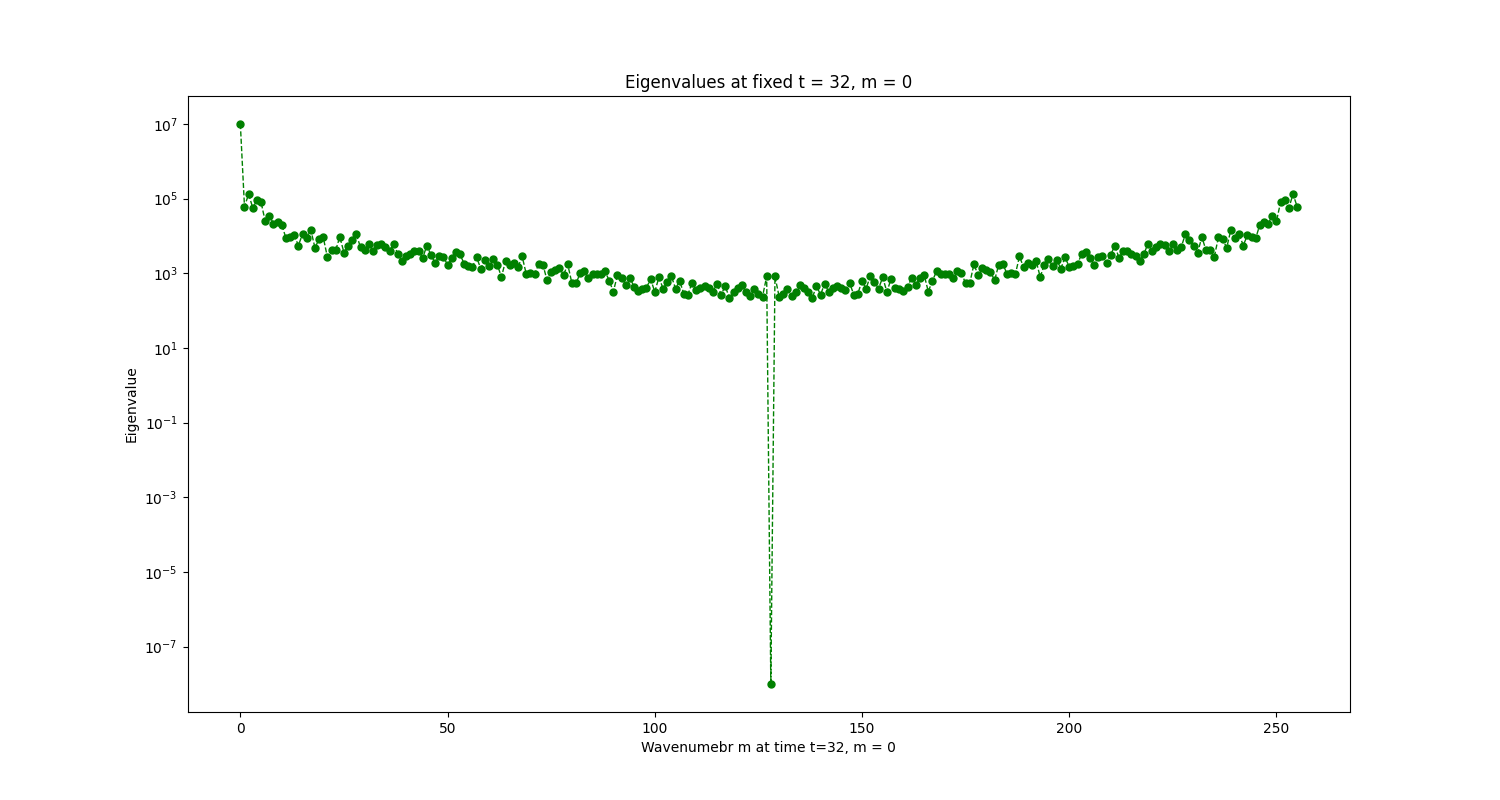 Eigenvalues at fixed t = 32, m = 0
10^7
10^5
10^3
10^1
10^-1
10^-3
10^-5
10^-7
Eigenvalue
0 50 100 150 200 250
Wavenumebr m at time t=32, m = 0